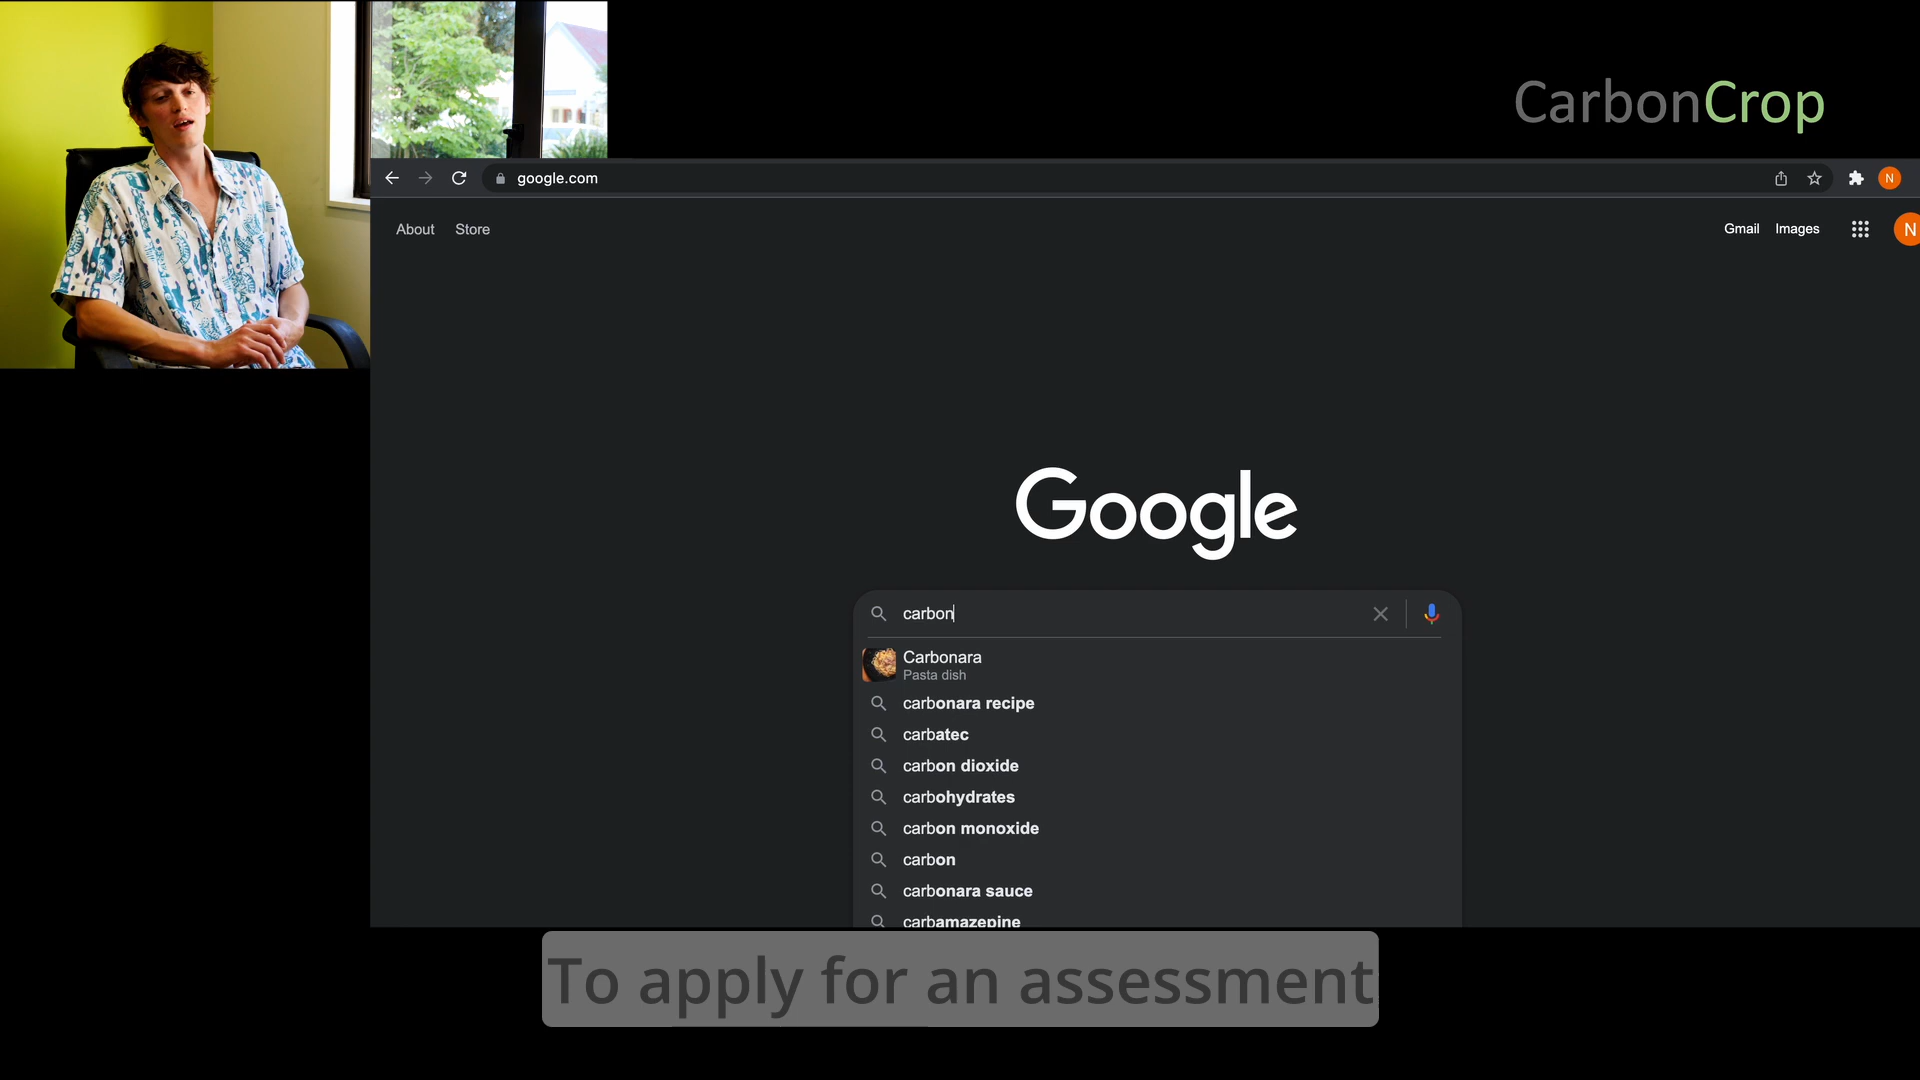 CarbonCrop
google.com
N
About Store
Gmail Images
N
Google
carbon
Carbonara
Pasta dish
carbonara recipe
carbatec
carbon dioxide
carbohydrates
carbon monoxide
carbon
carbonara sauce
carbamazepine
To apply for an assessment